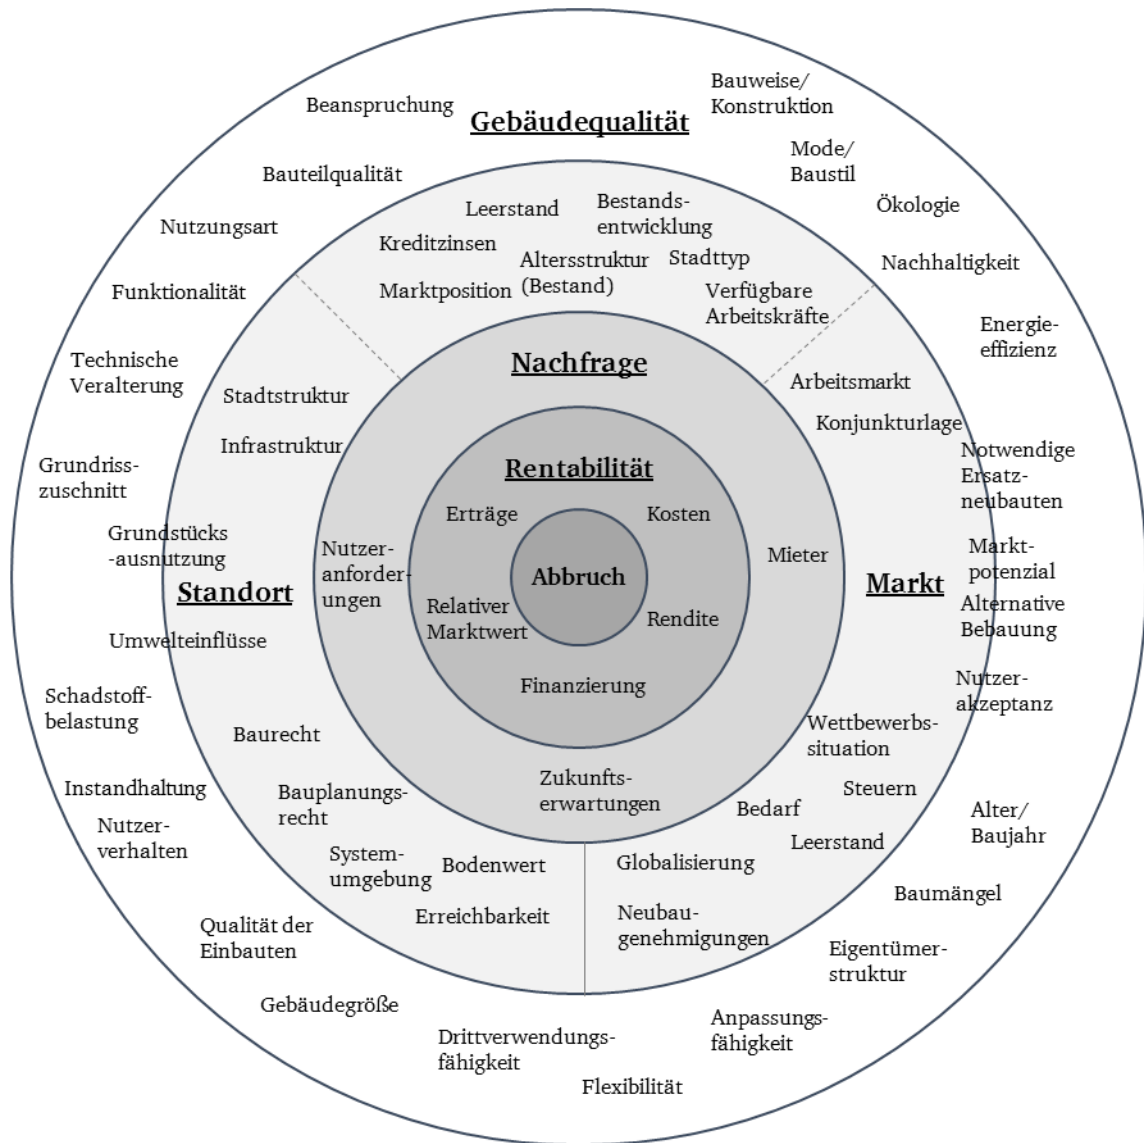 Bauweise/
Konstruktion
Beanspruchung
Gebäudequalität
Mode/
Baustil
Bauteilqualität
Ökologie
Nutzungsart
Leerstand
Bestands-
entwicklung
Kreditzinsen
Altersstruktur
(Bestand)
Stadttyp
Nachhaltigkeit
Funktionalität
Marktposition
Verfügbare
Arbeitskräfte
Energie-
effizienz
Technische
Veralterung
Nachfrage
Arbeitsmarkt
Stadtstruktur
Konjunkturlage
Infrastruktur
Notwendige
Ersatz-
neubauten
Grundriss-
zuschnitt
Rentabilität
Erträge
Kosten
Grundstücks
-ausnutzung
Nutzer-
anforder-
ungen
Mieter
Markt-
potenzial
Abbruch
Standort
Markt
Alternative
Bebauung
Relativer
Marktwert
Rendite
Umwelteinflüsse
Schadstoff-
belastung
Finanzierung
Nutzer-
akzeptanz
Baurecht
Wettbewerbs-
situation
Instandhaltung
Bauplanungs-
recht
Zukunfts-
erwartungen
Steuern
Bedarf
Alter/
Baujahr
Nutzer-
verhalten
Leerstand
System-
umgebung
Bodenwert
Globalisierung
Baumängel
Erreichbarkeit
Neubau-
genehmigungen
Qualität der
Einbauten
Eigentümer-
struktur
Gebäudegröße
Anpassungs-
fähigkeit
Drittverwendungs-
fähigkeit
Flexibilität